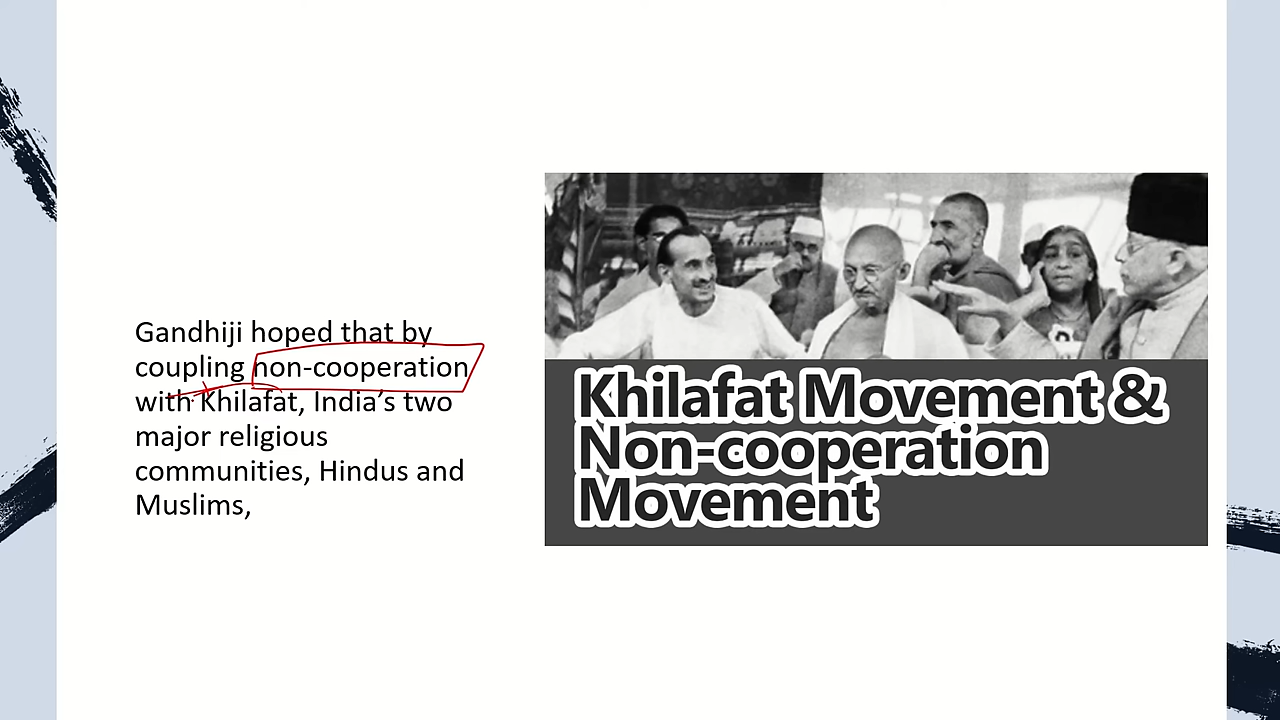 Gandhiji hoped that by
coupling non-cooperation
with Khilafat, India’s two
major religious
communities, Hindus and
Muslims,
Khilafat Movement &
Non-cooperation
Movement